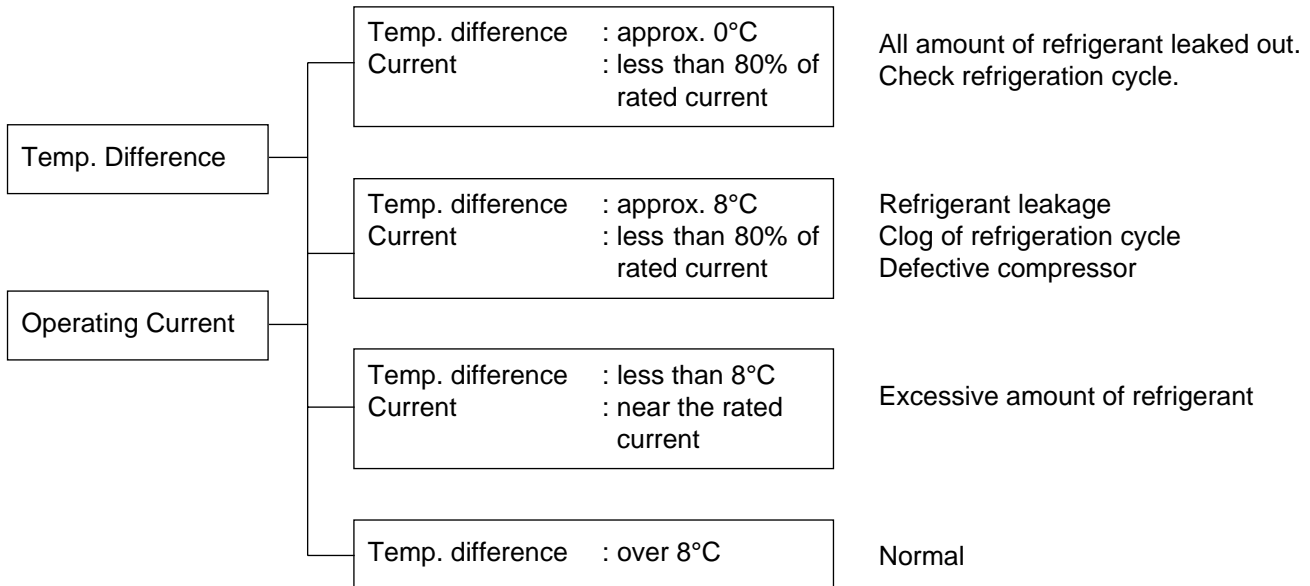 Temp. difference : approx. 0°C
Current : less than 80% of
rated current
All amount of refrigerant leaked out.
Check refrigeration cycle.
Temp. Difference
Temp. difference : approx. 8°C
Current : less than 80% of
rated current
Refrigerant leakage
Clog of refrigeration cycle
Defective compressor
Operating Current
Temp. difference : less than 8°C
Current : near the rated
current
Excessive amount of refrigerant
Temp. difference : over 8°C
Normal